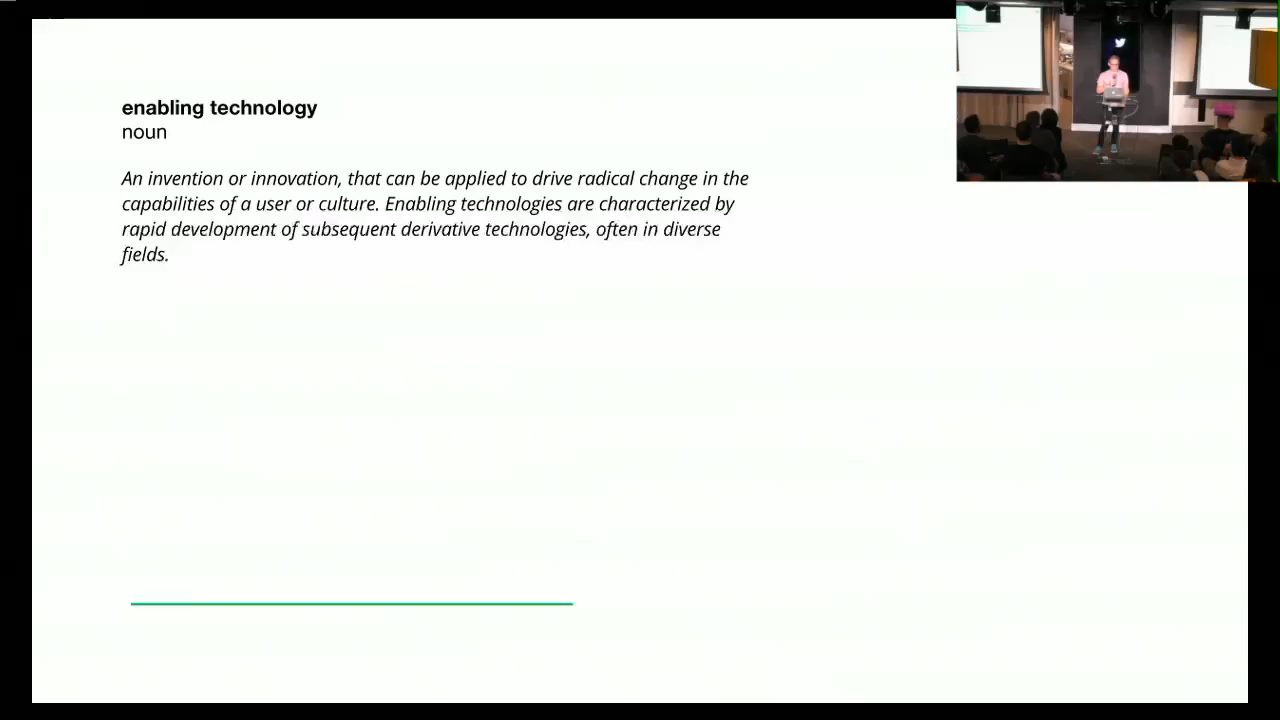 enabling technology
noun
An invention or innovation, that can be applied to drive radical change in the
capabilities of a user or culture. Enabling technologies are characterized by
rapid development of subsequent derivative technologies, often in diverse
fields.